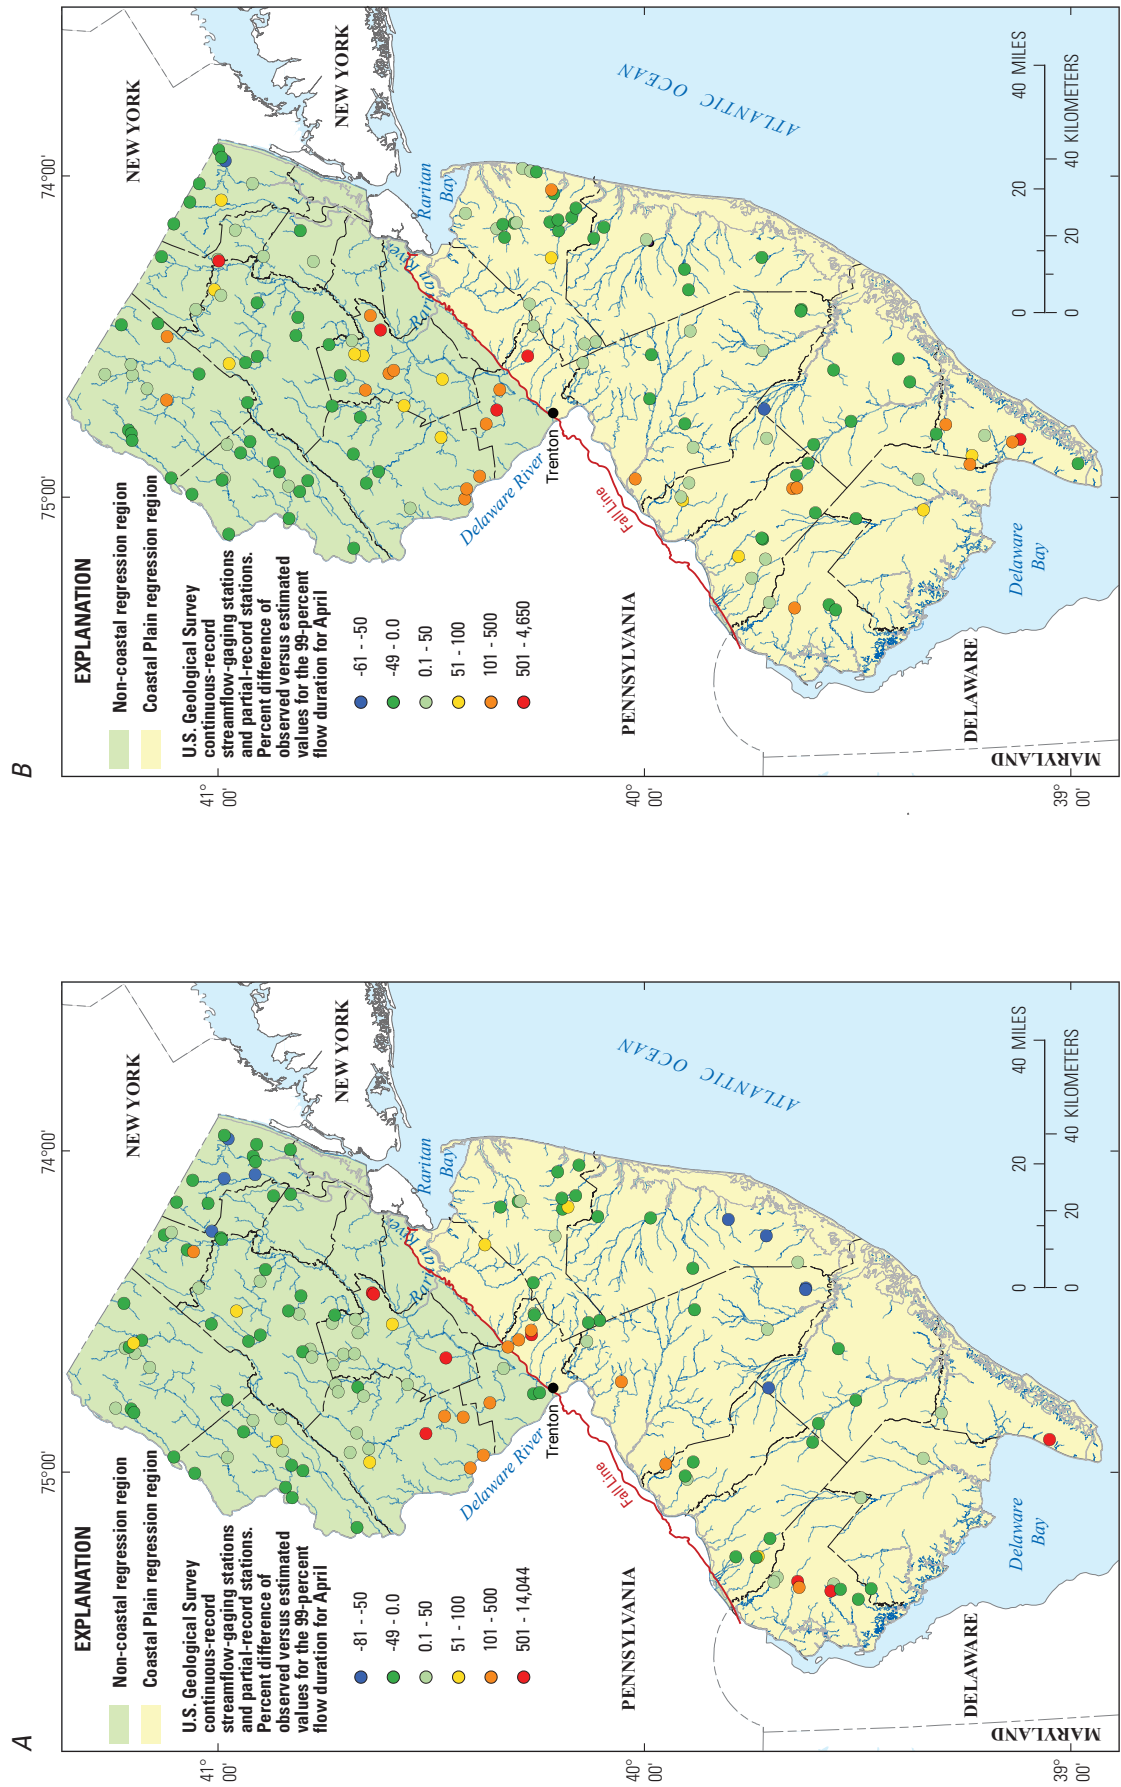 A
EXPLANATION
Non-coastal regression region
Coastal Plain regression region
U.S. Geological Survey
continuous-record
streamflow-gaging stations
and partial-record stations.
Percent difference of
observed versus estimated
values for the 99-percent
flow duration for April
-81 - -50
-49 - 0.0
0.1 - 50
51 - 100
101 - 500
501 - 14,044
75°00'
74°00'
41°
00'
40°
00'
39°
00'
NEW YORK
NEW YORK
Raritan
Bay
Raritan River
Delaware River
Trenton
Fall Line
PENNSYLVANIA
ATLANTIC OCEAN
Delaware
Bay
DELAWARE
MARYLAND
0 20 40 MILES
0 20 40 KILOMETERS
B
EXPLANATION
Non-coastal regression region
Coastal Plain regression region
U.S. Geological Survey
continuous-record
streamflow-gaging stations
and partial-record stations.
Percent difference of
observed versus estimated
values for the 99-percent
flow duration for April
-61 - -50
-49 - 0.0
0.1 - 50
51 - 100
101 - 500
501 - 4,650
75°00'
74°00'
41°
00'
40°
00'
39°
00'
NEW YORK
NEW YORK
Raritan
Bay
Raritan River
Delaware River
Trenton
Fall Line
PENNSYLVANIA
ATLANTIC OCEAN
Delaware
Bay
DELAWARE
MARYLAND
0 20 40 MILES
0 20 40 KILOMETERS